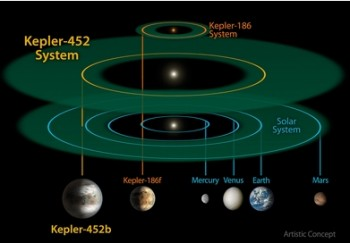 Kepler-186
System
Kepler-452
System
Solar
System
Kepler-186f
Mercury
Venus
Earth
Mars
Kepler-452b
Artistic Concept